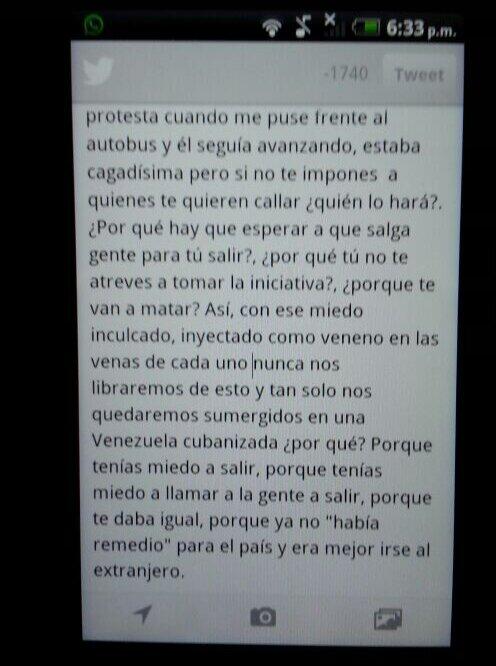 6:33 p.m.
-1740 Tweet
protesta cuando me puse frente al
autobus y él seguía avanzando, estaba
cagadísima pero si no te impones a
quienes te quieren callar ¿quién lo hará?.
¿Por qué hay que esperar a que salga
gente para tú salir?, ¿por qué tú no te
atreves a tomar la iniciativa?, ¿porque te
van a matar? Así, con ese miedo
inculcado, inyectado como veneno en las
venas de cada uno nunca nos
libraremos de esto y tan solo nos
quedaremos sumergidos en una
Venezuela cubanizada ¿por qué? Porque
tenías miedo a salir, porque tenías
miedo a llamar a la gente a salir, porque
te daba igual, porque ya no "había
remedio" para el país y era mejor irse al
extranjero.